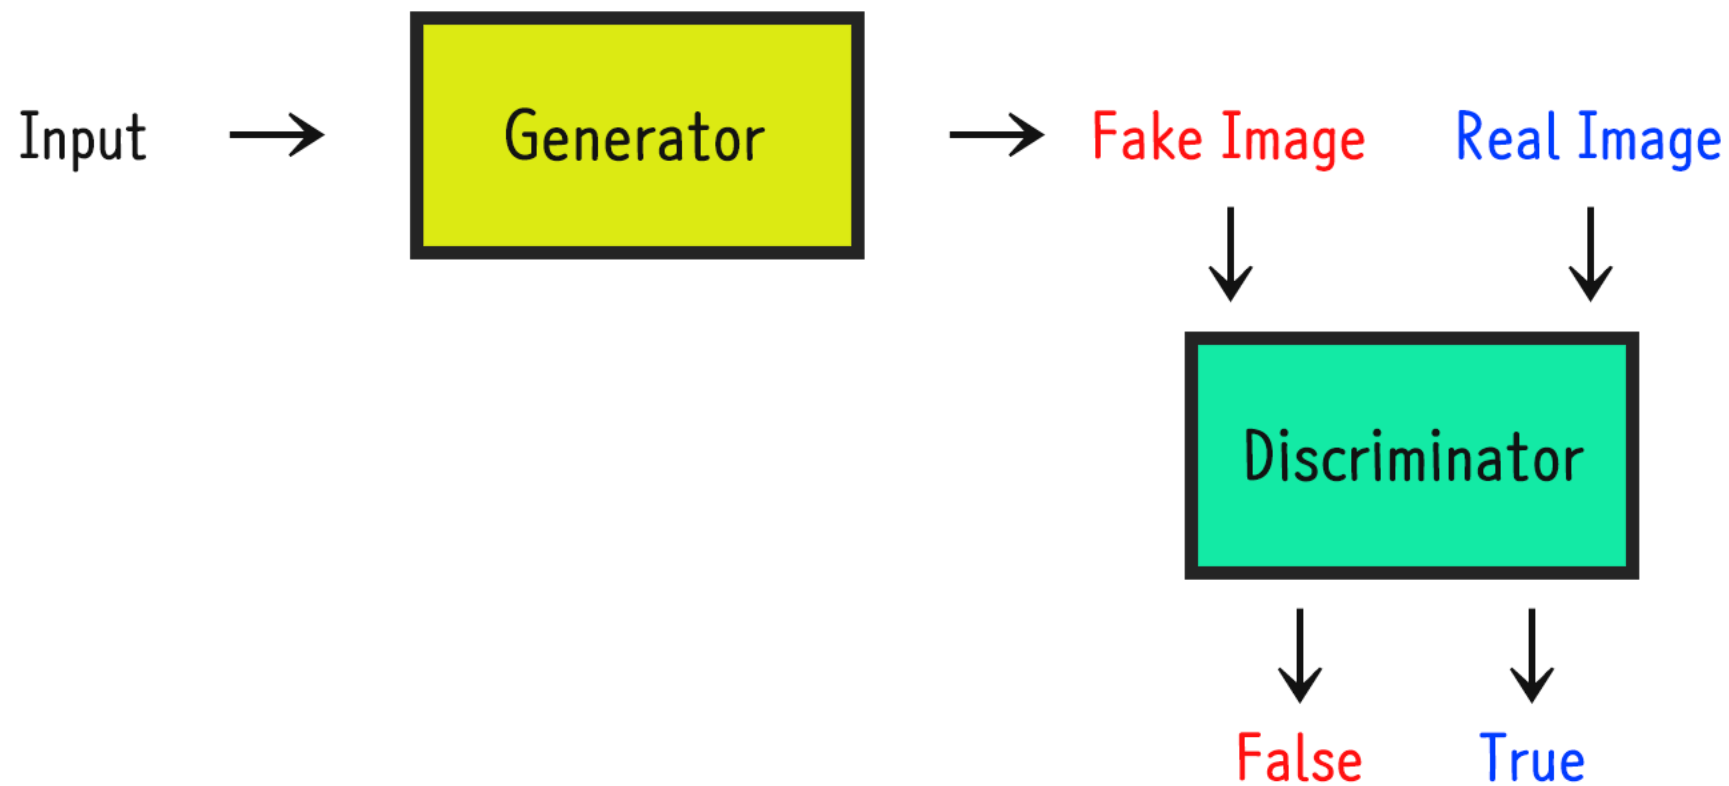 Input
Generator
Fake Image
Real Image
Discriminator
False
True